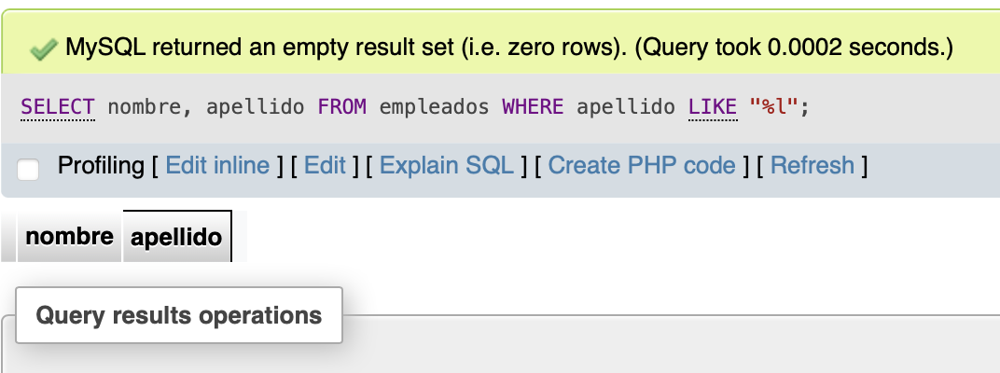 MySQL returned an empty result set (i.e. zero rows). (Query took 0.0002 seconds.)
SELECT nombre, apellido FROM empleados WHERE apellido LIKE "%l";
Profiling [ Edit inline ] [ Edit ] [ Explain SQL ] [ Create PHP code ] [ Refresh ]
nombre apellido
Query results operations